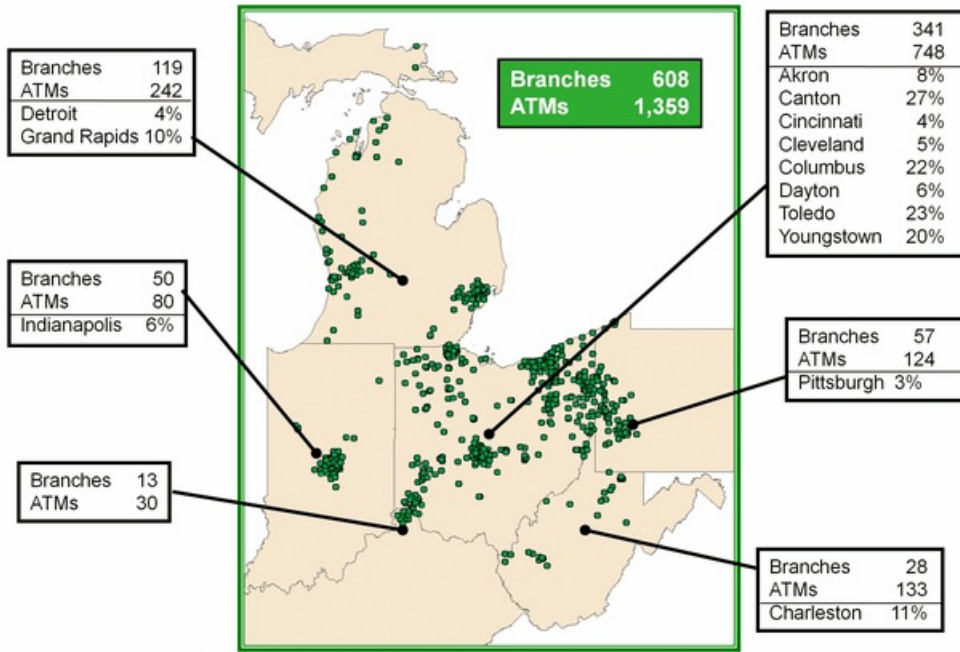 Branches 119
ATMs 242
Detroit 4%
Grand Rapids 10%
Branches 608
ATMs 1,359
Branches 341
ATMs 748
Akron 8%
Canton 27%
Cincinnati 4%
Cleveland 5%
Columbus 22%
Dayton 6%
Toledo 23%
Youngstown 20%
Branches 50
ATMs 80
Indianapolis 6%
Branches 57
ATMs 124
Pittsburgh 3%
Branches 13
ATMs 30
Branches 28
ATMs 133
Charleston 11%